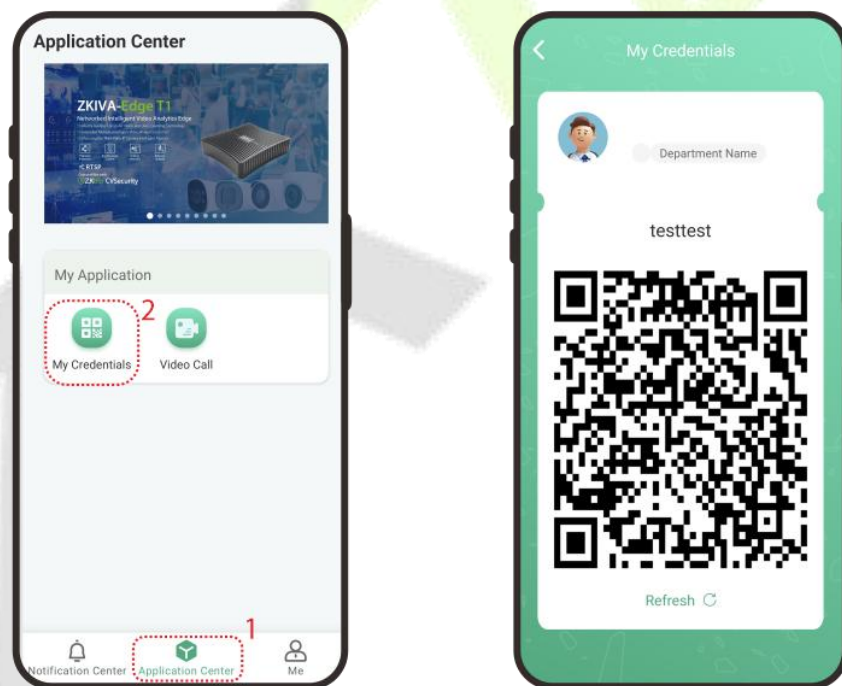 Application Center
ZKIVA-Edge T1
Networked Intelligent Video Analytics Edge
RTSP
CVSecurity
My Application
2
My Credentials
Video Call
1
Notification Center
Application Center
Me
My Credentials
Department Name
testtest
Refresh